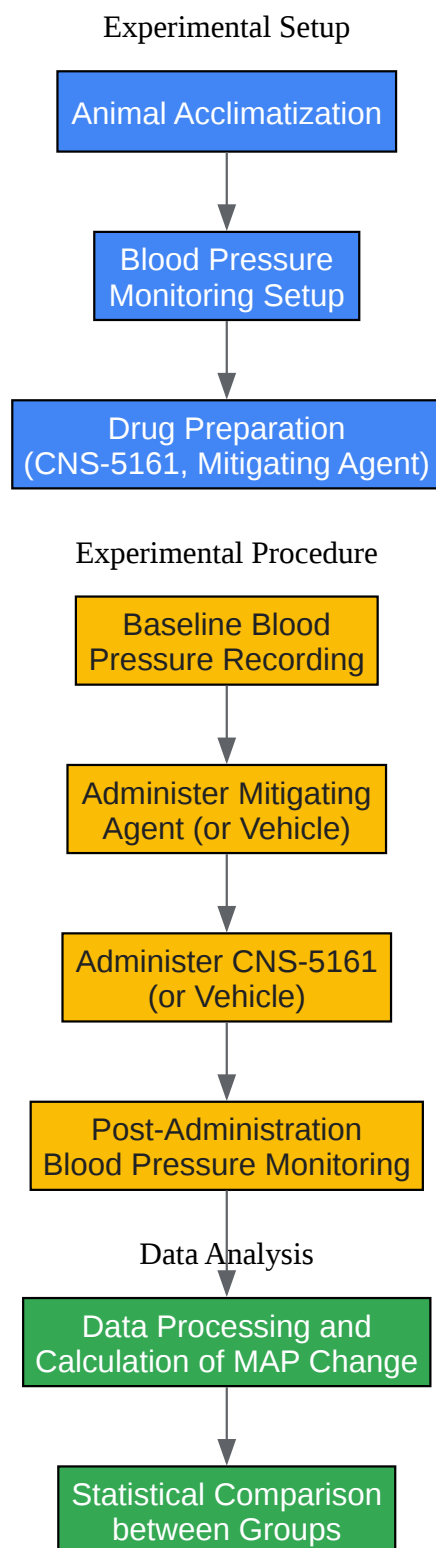 Experimental Setup
Animal Acclimatization
Blood Pressure
Monitoring Setup
Drug Preparation
(CNS-5161, Mitigating Agent)
Experimental Procedure
Baseline Blood
Pressure Recording
Administer Mitigating
Agent (or Vehicle)
Administer CNS-5161
(or Vehicle)
Post-Administration
Blood Pressure Monitoring
Data Analysis
Data Processing and
Calculation of MAP Change
Statistical Comparison
between Groups